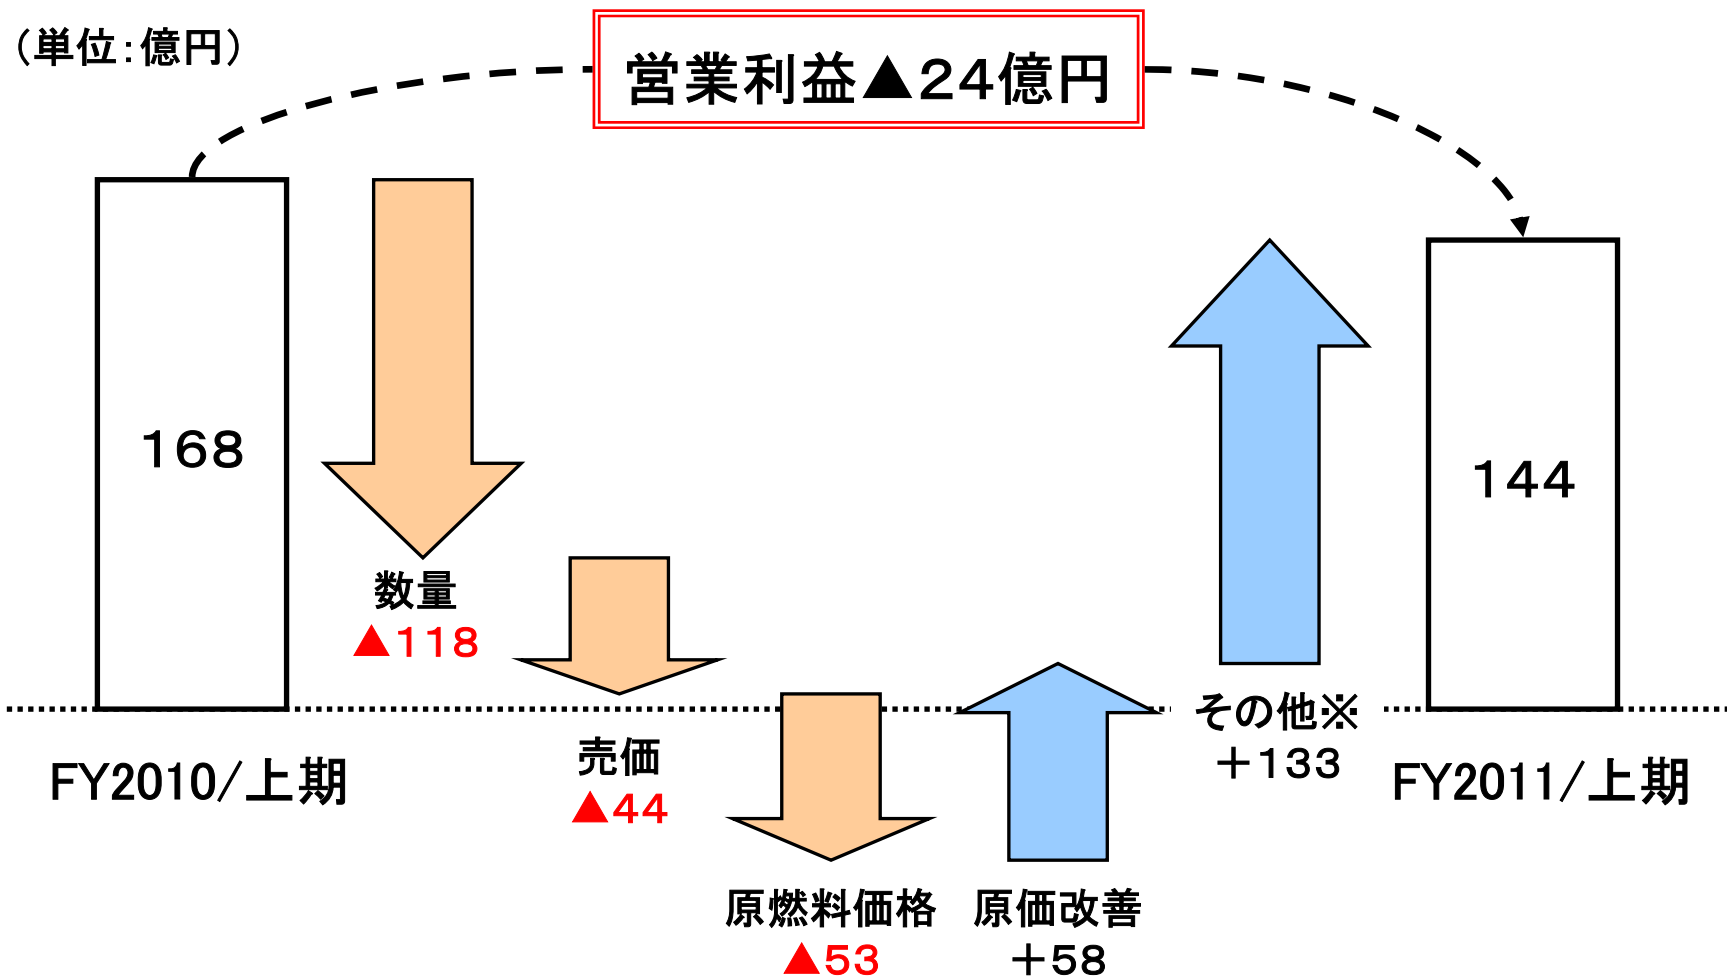 （単位：億円）
営業利益▲24億円
168
数量
▲118
売価
▲44
原燃料価格
▲53
原価改善
＋58
その他※
＋133
144
FY2010/上期
FY2011/上期